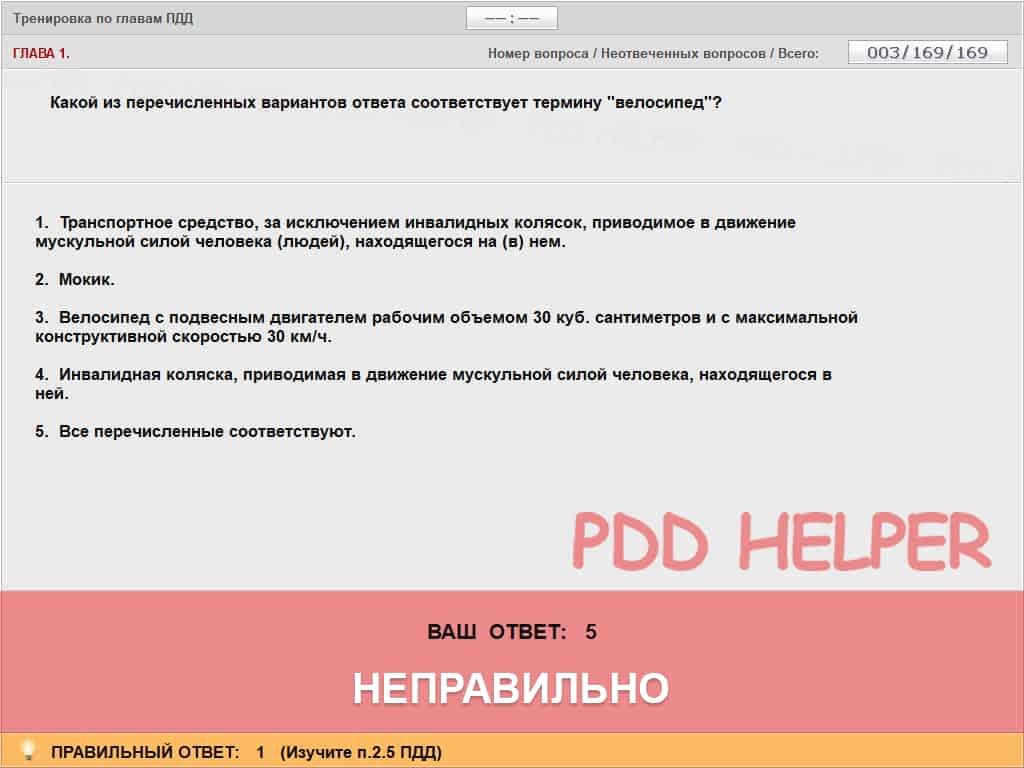 Тренировка по главам ПДД
–– : ––
ГЛАВА 1.
Номер вопроса / Неотвеченных вопросов / Всего:
003/169/169
Какой из перечисленных вариантов ответа соответствует термину "велосипед"?
1. Транспортное средство, за исключением инвалидных колясок, приводимое в движение
мускульной силой человека (людей), находящегося на (в) нем.
2. Мокик.
3. Велосипед с подвесным двигателем рабочим объемом 30 куб. сантиметров и с максимальной
конструктивной скоростью 30 км/ч.
4. Инвалидная коляска, приводимая в движение мускульной силой человека, находящегося в
ней.
5. Все перечисленные соответствуют.
PDD HELPER
ВАШ ОТВЕТ: 5
НЕПРАВИЛЬНО
ПРАВИЛЬНЫЙ ОТВЕТ: 1 (Изучите п.2.5 ПДД)